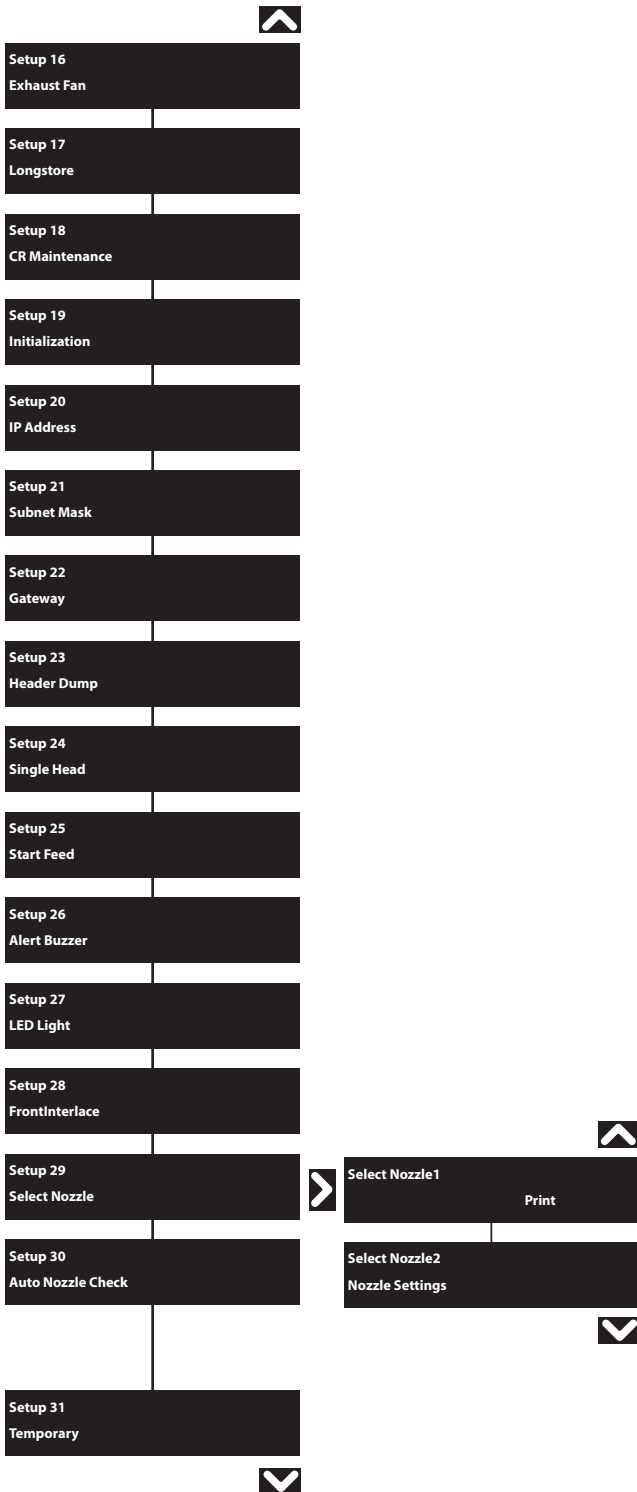 Setup 16
Exhaust Fan
Setup 17
Longstore
Setup 18
CR Maintenance
Setup 19
Initialization
Setup 20
IP Address
Setup 21
Subnet Mask
Setup 22
Gateway
Setup 23
Header Dump
Setup 24
Single Head
Setup 25
Start Feed
Setup 26
Alert Buzzer
Setup 27
LED Light
Setup 28
FrontInterlace
Setup 29
Select Nozzle
Select Nozzle1
Print
Select Nozzle2
Nozzle Settings
Setup 30
Auto Nozzle Check
Setup 31
Temporary